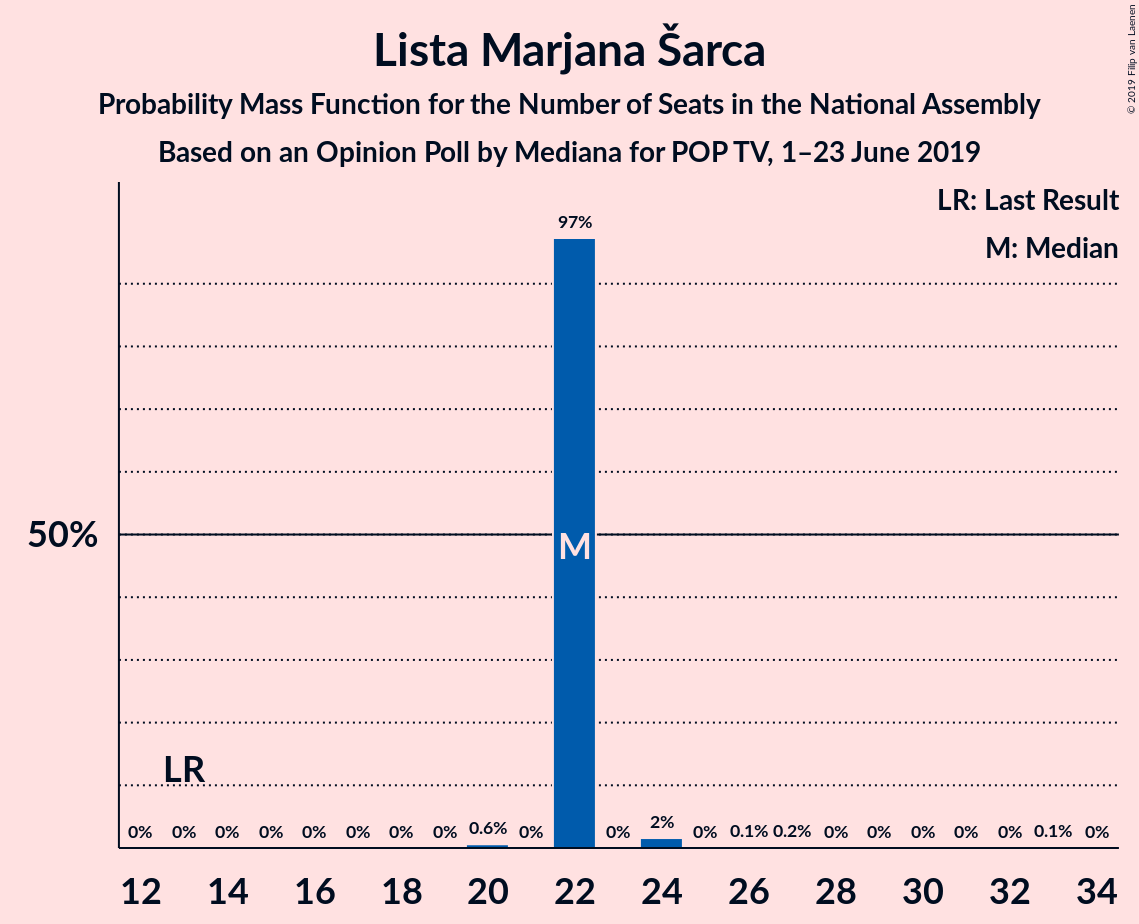 Lista Marjana Šarca
Probability Mass Function for the Number of Seats in the National Assembly
Based on an Opinion Poll by Mediana for POP TV, 1–23 June 2019
© 2019 Filip van Laenen
LR: Last Result
M: Median
97%
50%
M
LR
0% 0% 0% 0% 0% 0% 0% 0% 0.6% 0% 0% 2% 0% 0.1% 0.2% 0% 0% 0% 0% 0% 0.1% 0%
12 14 16 18 20 22 24 26 28 30 32 34